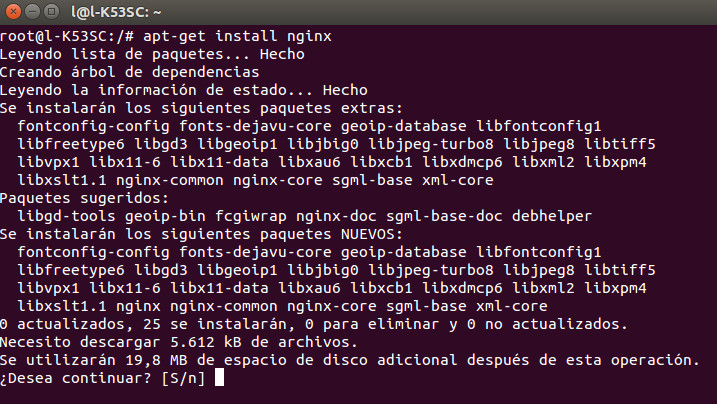 l@l-K53SC: ~
root@l-K53SC:/# apt-get install nginx
Leyendo lista de paquetes... Hecho
Creando árbol de dependencias
Leyendo la información de estado... Hecho
Se instalarán los siguientes paquetes extras:
  fontconfig-config fonts-dejavu-core geoip-database libfontconfig1
  libfreetype6 libgd3 libgeoip1 libjbig0 libjpeg-turbo8 libjpeg8 libtiff5
  libvpx1 libx11-6 libx11-data libxau6 libxcb1 libxdmcp6 libxml2 libxpm4
  libxslt1.1 nginx-common nginx-core sgml-base xml-core
Paquetes sugeridos:
  libgd-tools geoip-bin fcgiwrap nginx-doc sgml-base-doc debhelper
Se instalarán los siguientes paquetes NUEVOS:
  fontconfig-config fonts-dejavu-core geoip-database libfontconfig1
  libfreetype6 libgd3 libgeoip1 libjbig0 libjpeg-turbo8 libjpeg8 libtiff5
  libvpx1 libx11-6 libx11-data libxau6 libxcb1 libxdmcp6 libxml2 libxpm4
  libxslt1.1 nginx nginx-common nginx-core sgml-base xml-core
0 actualizados, 25 se instalarán, 0 para eliminar y 0 no actualizados.
Necesito descargar 5.612 kB de archivos.
Se utilizarán 19,8 MB de espacio de disco adicional después de esta operación.
¿Desea continuar? [S/n]